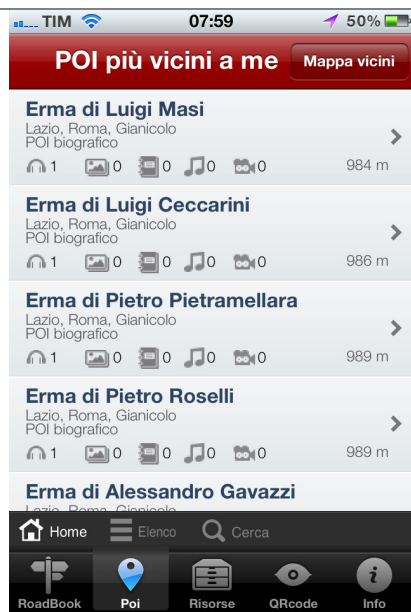 TIM 07:59 50%
POI più vicini a me Mappa vicini
Erma di Luigi Masi
Lazio, Roma, Gianicolo
POI biografico
1 0 0 0 0 984 m
Erma di Luigi Ceccarini
Lazio, Roma, Gianicolo
POI biografico
1 0 0 0 0 986 m
Erma di Pietro Pietramellara
Lazio, Roma, Gianicolo
POI biografico
1 0 0 0 0 989 m
Erma di Pietro Roselli
Lazio, Roma, Gianicolo
POI biografico
1 0 0 0 0 989 m
Erma di Alessandro Gavazzi
Lazio, Roma, Gianicolo
Home Elenco Cerca
RoadBook Poi Risorse QRcode Info